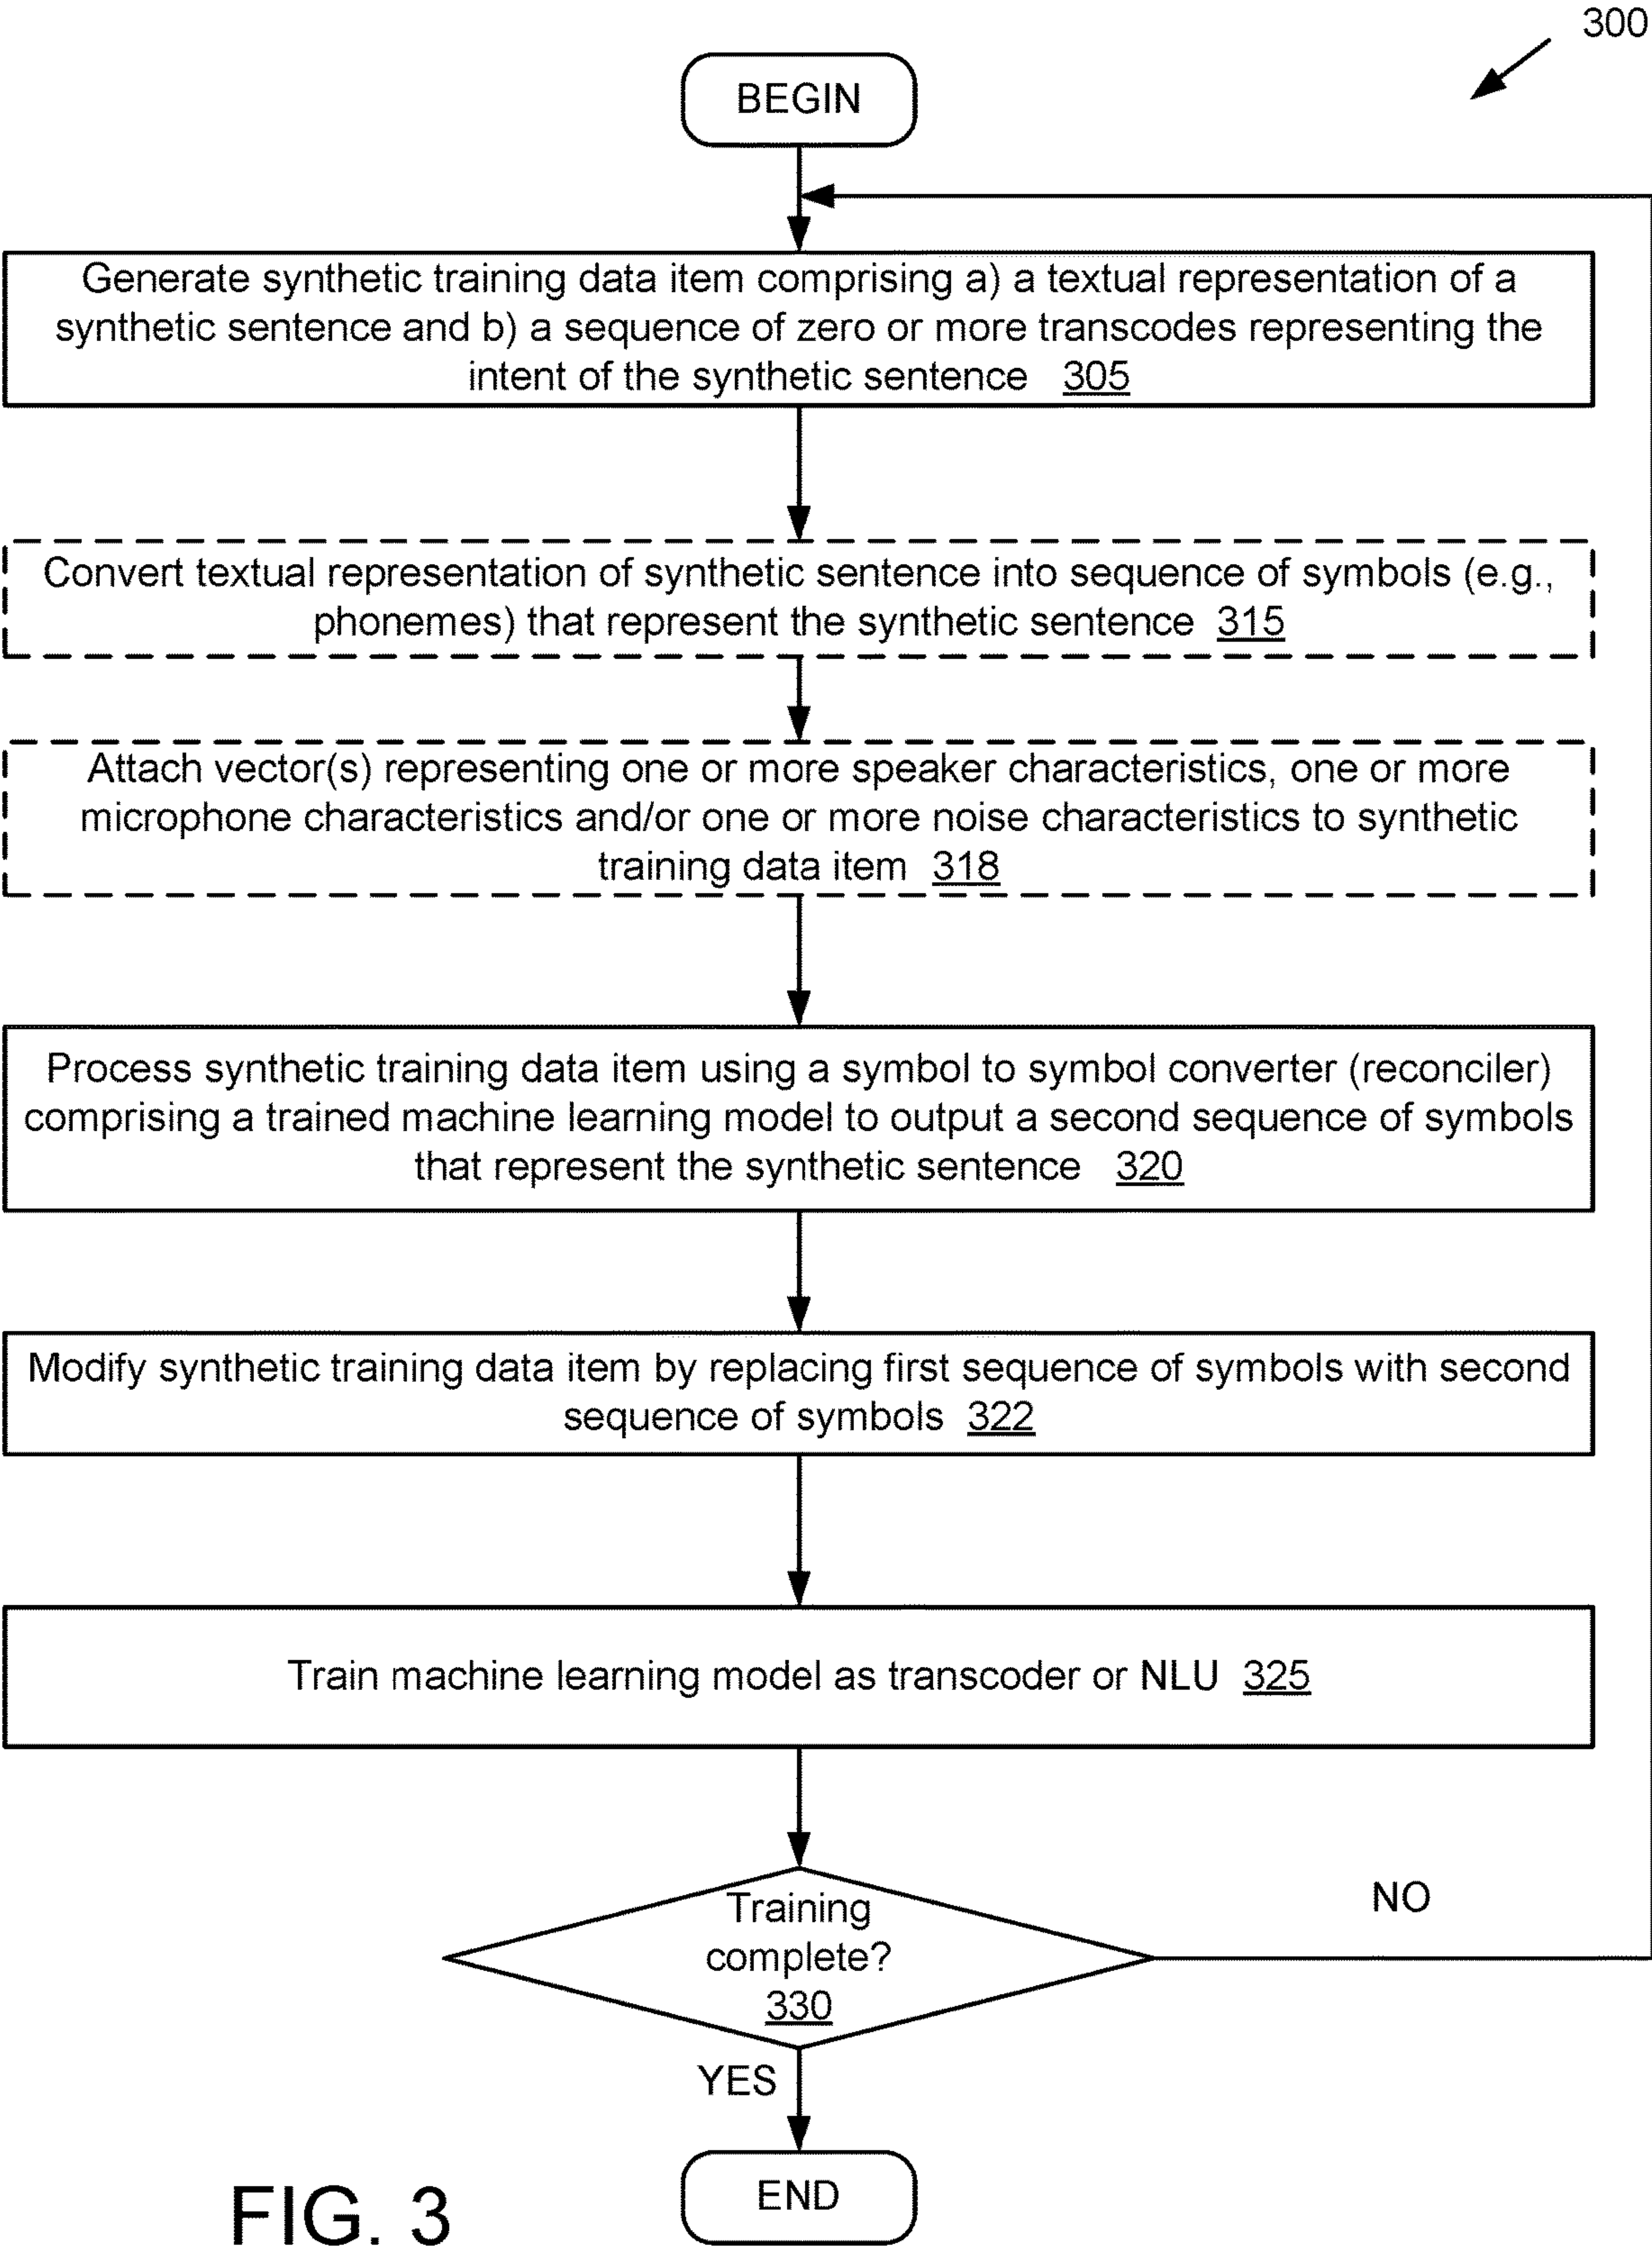 300
BEGIN
Generate synthetic training data item comprising a) a textual representation of a
synthetic sentence and b) a sequence of zero or more transcodes representing the
intent of the synthetic sentence 305
Convert textual representation of synthetic sentence into sequence of symbols (e.g.,
phonemes) that represent the synthetic sentence 315
Attach vector(s) representing one or more speaker characteristics, one or more
microphone characteristics and/or one or more noise characteristics to synthetic
training data item 318
Process synthetic training data item using a symbol to symbol converter (reconciler)
comprising a trained machine learning model to output a second sequence of symbols
that represent the synthetic sentence 320
Modify synthetic training data item by replacing first sequence of symbols with second
sequence of symbols 322
Train machine learning model as transcoder or NLU 325
Training
complete?
330
NO
YES
END
FIG. 3